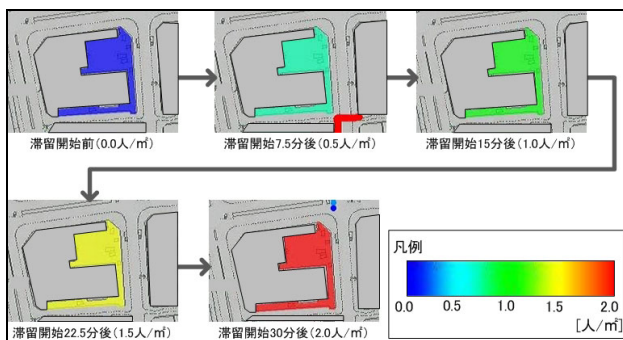 滞留開始前(0.0人/㎡)
滞留開始7.5分後(0.5人/㎡)
滞留開始15分後(1.0人/㎡)
滞留開始22.5分後(1.5人/㎡)
滞留開始30分後(2.0人/㎡)
凡例
0.0 0.5 1.0 1.5 2.0
[人/㎡]